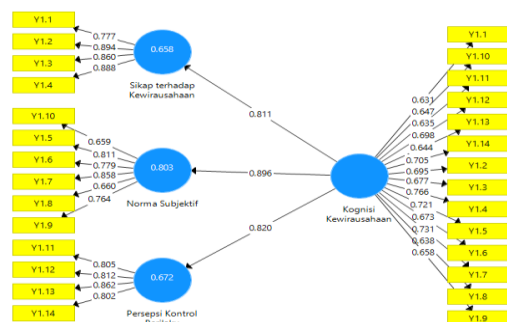 Y1.1
Y1.2
Y1.3
Y1.4
0.777
0.894
0.860
0.888
0.658
Sikap terhadap
Kewirausahaan
Y1.10
Y1.5
Y1.6
Y1.7
Y1.8
Y1.9
0.659
0.811
0.779
0.858
0.660
0.764
0.803
Norma Subjektif
Y1.11
Y1.12
Y1.13
Y1.14
0.805
0.812
0.862
0.802
0.672
Persepsi Kontrol
0.811
0.896
0.820
Kognisi
Kewirausahaan
0.631
0.647
0.635
0.698
0.644
0.705
0.695
0.677
0.766
0.721
0.673
0.731
0.638
0.658
Y1.1
Y1.10
Y1.11
Y1.12
Y1.13
Y1.14
Y1.2
Y1.3
Y1.4
Y1.5
Y1.6
Y1.7
Y1.8
Y1.9